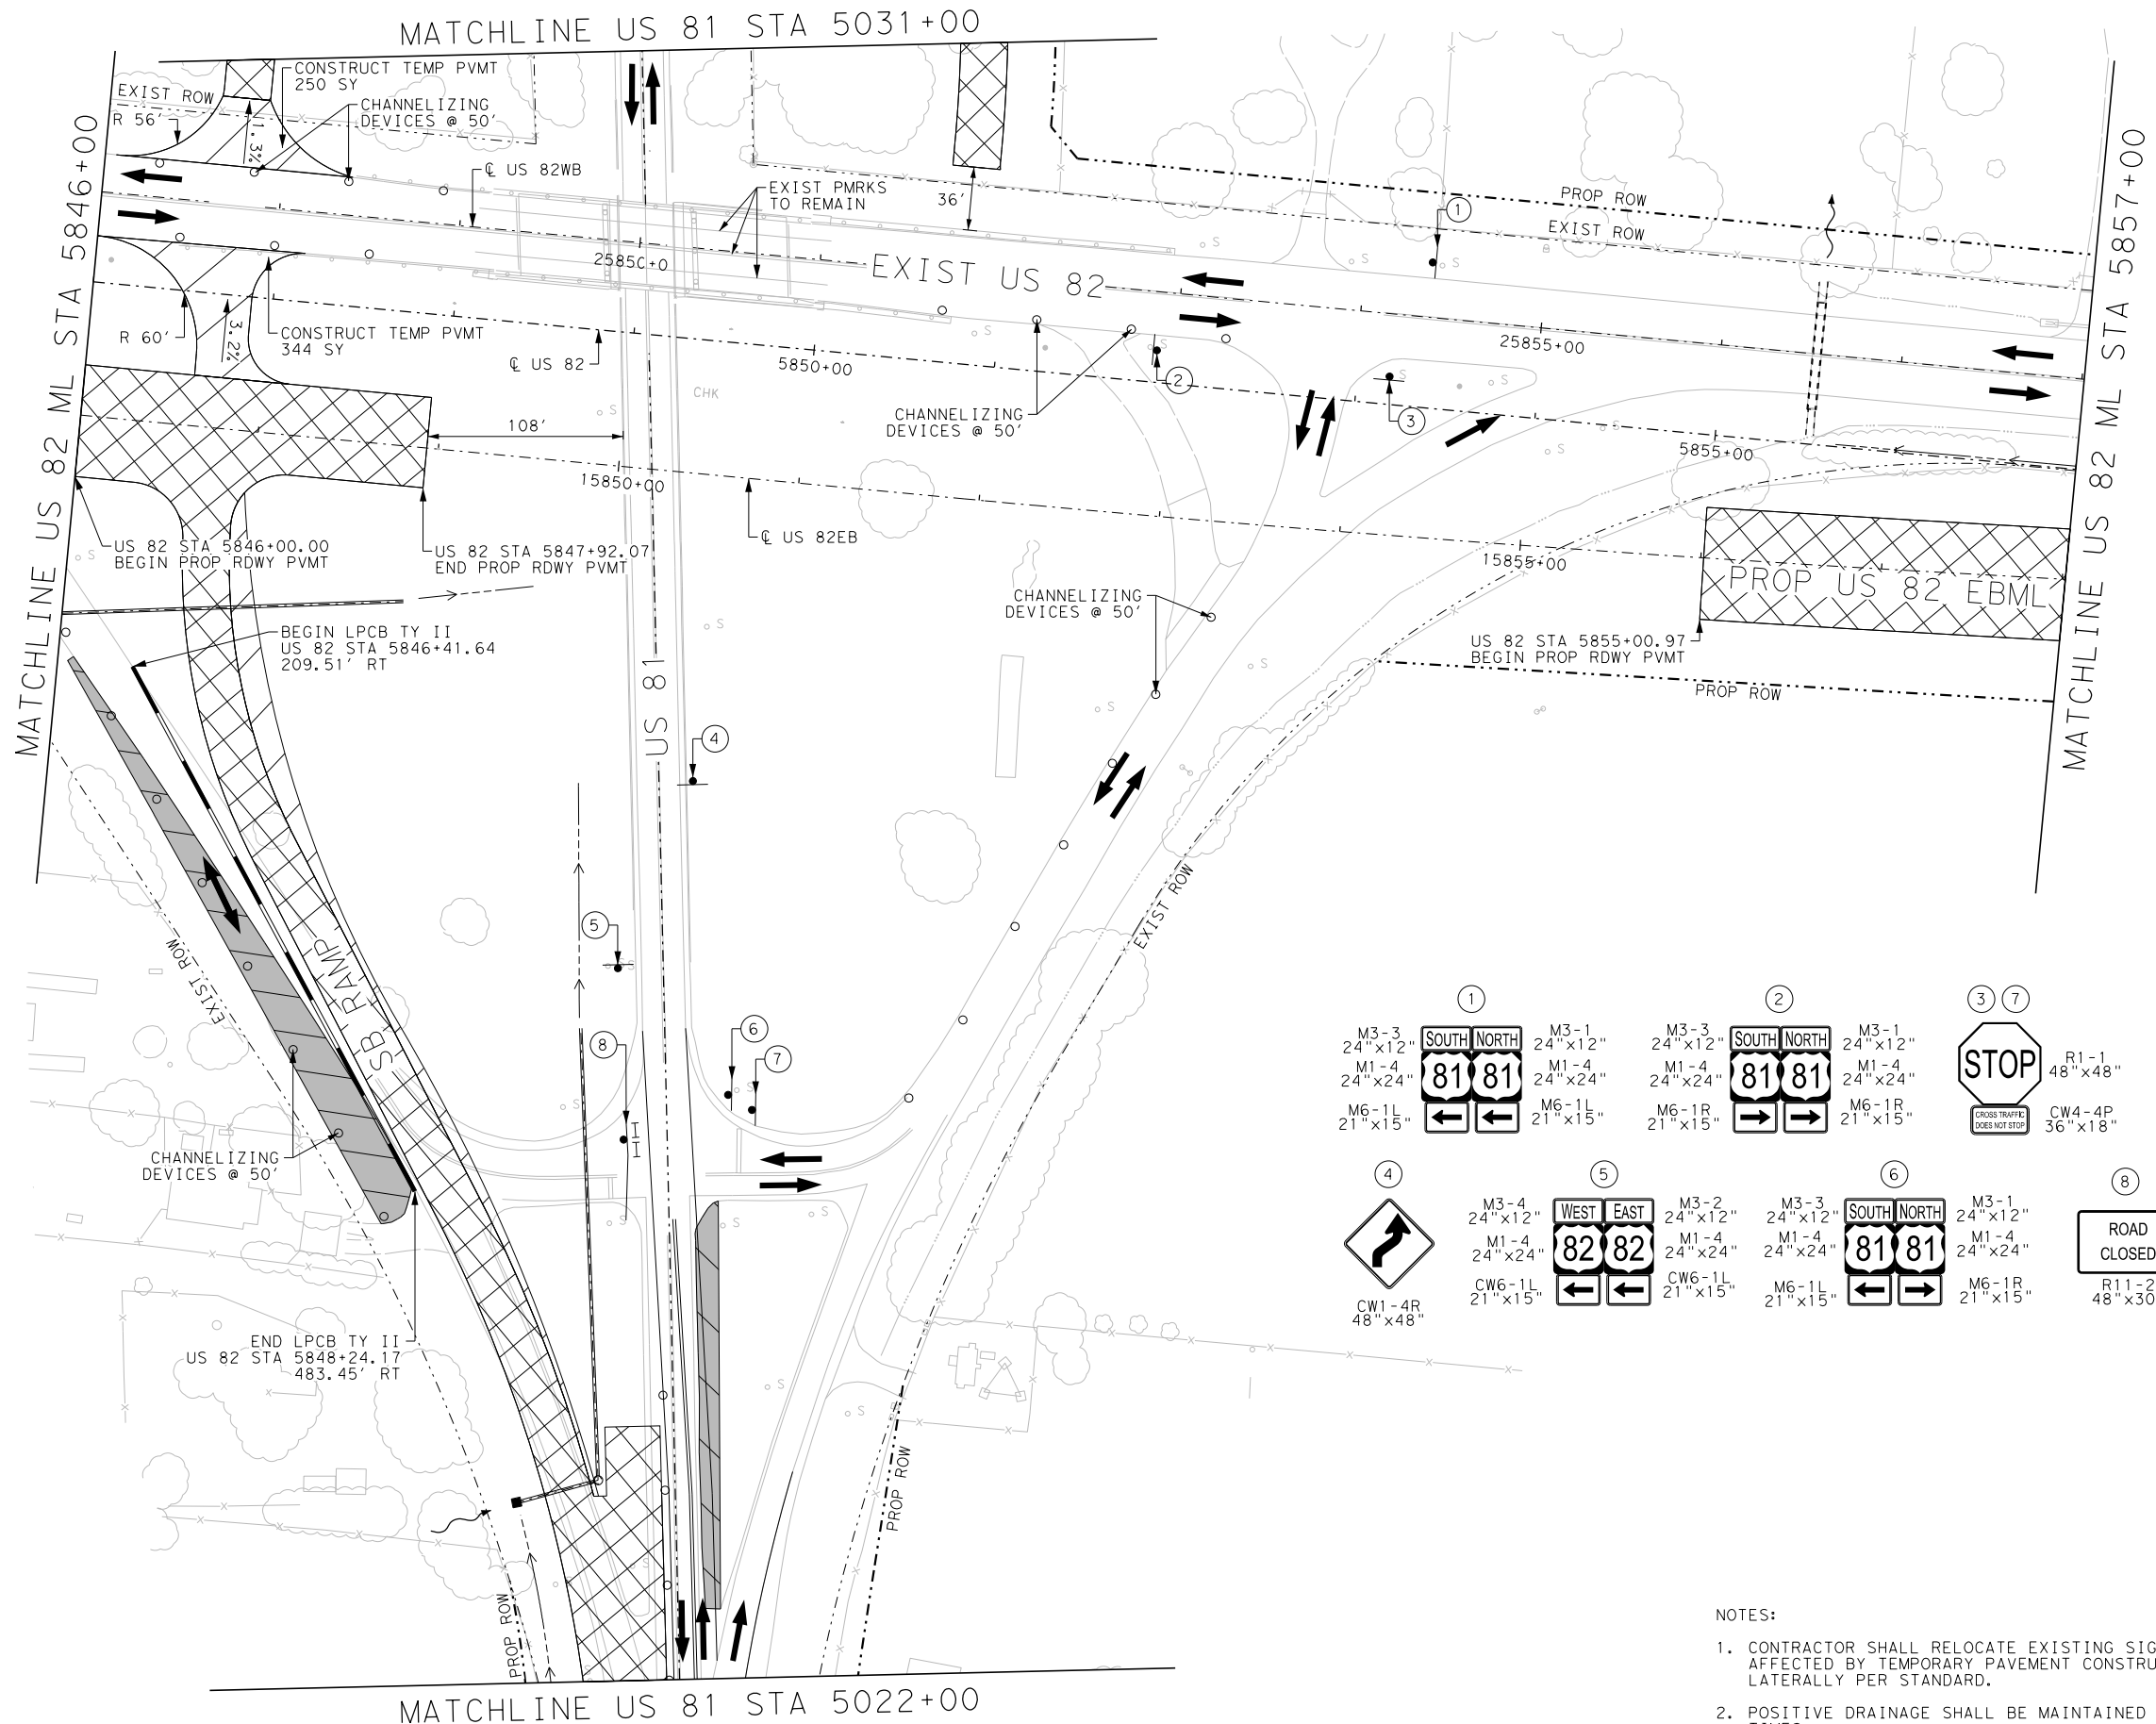 MATCHLINE US 81 STA 5031+00
MATCHLINE US 82 ML STA 5846+00
MATCHLINE US 82 ML STA 5857+00
CONSTRUCT TEMP PVMT
250 SY
CHANNELIZING
DEVICES @ 50'
EXIST ROW
R 56'
1.3%
℄ US 82WB
EXIST PMRKS
TO REMAIN
36'
PROP ROW
EXIST ROW
1
EXIST US 82
R 60'
3.2%
CONSTRUCT TEMP PVMT
344 SY
℄ US 82
5850+00
25855+00
2
3
CHANNELIZING
DEVICES @ 50'
CHK
108'
15850+00
5855+00
℄ US 82EB
US 82 STA 5846+00.00
BEGIN PROP RDWY PVMT
US 82 STA 5847+92.07
END PROP RDWY PVMT
15855+00
PROP US 82 EBML
CHANNELIZING
DEVICES @ 50'
BEGIN LPCB TY II
US 82 STA 5846+41.64
209.51' RT
US 82 STA 5855+00.97
BEGIN PROP RDWY PVMT
PROP ROW
US 81
4
5
EXIST ROW
EXIST ROW
SB RAMP
8
6
7
CHANNELIZING
DEVICES @ 50'
END LPCB TY II
US 82 STA 5848+24.17
483.45' RT
PROP ROW
PROP ROW
1
M3-3
24"x12"
M1-4
24"x24"
M6-1L
21"x15"
SOUTH NORTH
81 81
M3-1
24"x12"
M1-4
24"x24"
M6-1L
21"x15"
2
M3-3
24"x12"
M1-4
24"x24"
M6-1R
21"x15"
SOUTH NORTH
81 81
M3-1
24"x12"
M1-4
24"x24"
M6-1R
21"x15"
3 7
STOP
R1-1
48"x48"
CROSS TRAFFIC
DOES NOT STOP
CW4-4P
36"x18"
4
CW1-4R
48"x48"
5
M3-4
24"x12"
M1-4
24"x24"
CW6-1L
21"x15"
WEST EAST
82 82
M3-2
24"x12"
M1-4
24"x24"
CW6-1L
21"x15"
6
M3-3
24"x12"
M1-4
24"x24"
M6-1L
21"x15"
SOUTH NORTH
81 81
M3-1
24"x12"
M1-4
24"x24"
M6-1R
21"x15"
8
ROAD
CLOSED
R11-2
48"x30
NOTES:
1. CONTRACTOR SHALL RELOCATE EXISTING SIG
AFFECTED BY TEMPORARY PAVEMENT CONSTRU
LATERALLY PER STANDARD.
2. POSITIVE DRAINAGE SHALL BE MAINTAINED
MATCHLINE US 81 STA 5022+00